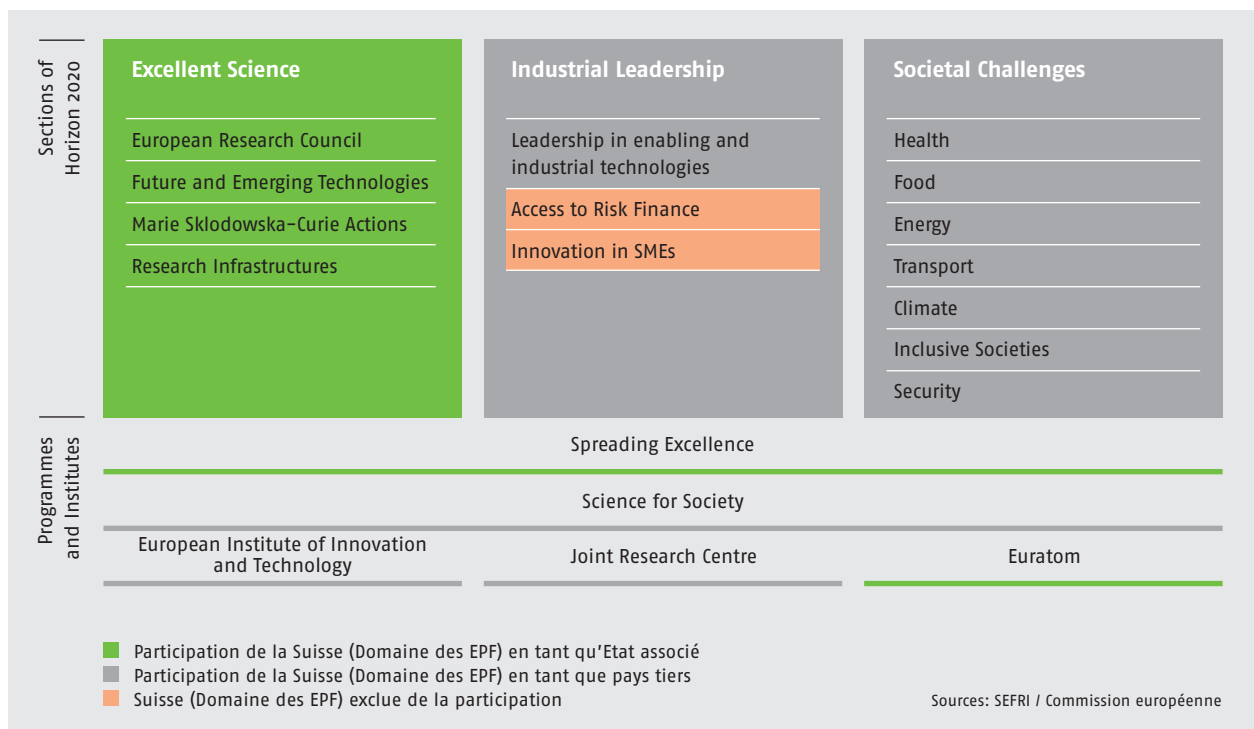 Sections of
Horizon 2020
Excellent Science
European Research Council
Future and Emerging Technologies
Marie Sklodowska-Curie Actions
Research Infrastructures
Industrial Leadership
Leadership in enabling and
industrial technologies
Access to Risk Finance
Innovation in SMEs
Societal Challenges
Health
Food
Energy
Transport
Climate
Inclusive Societies
Security
Programmes
and Institutes
Spreading Excellence
Science for Society
European Institute of Innovation
and Technology
Joint Research Centre
Euratom
Participation de la Suisse (Domaine des EPF) en tant qu'Etat associé
Participation de la Suisse (Domaine des EPF) en tant que pays tiers
Suisse (Domaine des EPF) exclue de la participation
Sources: SEFRI / Commission européenne